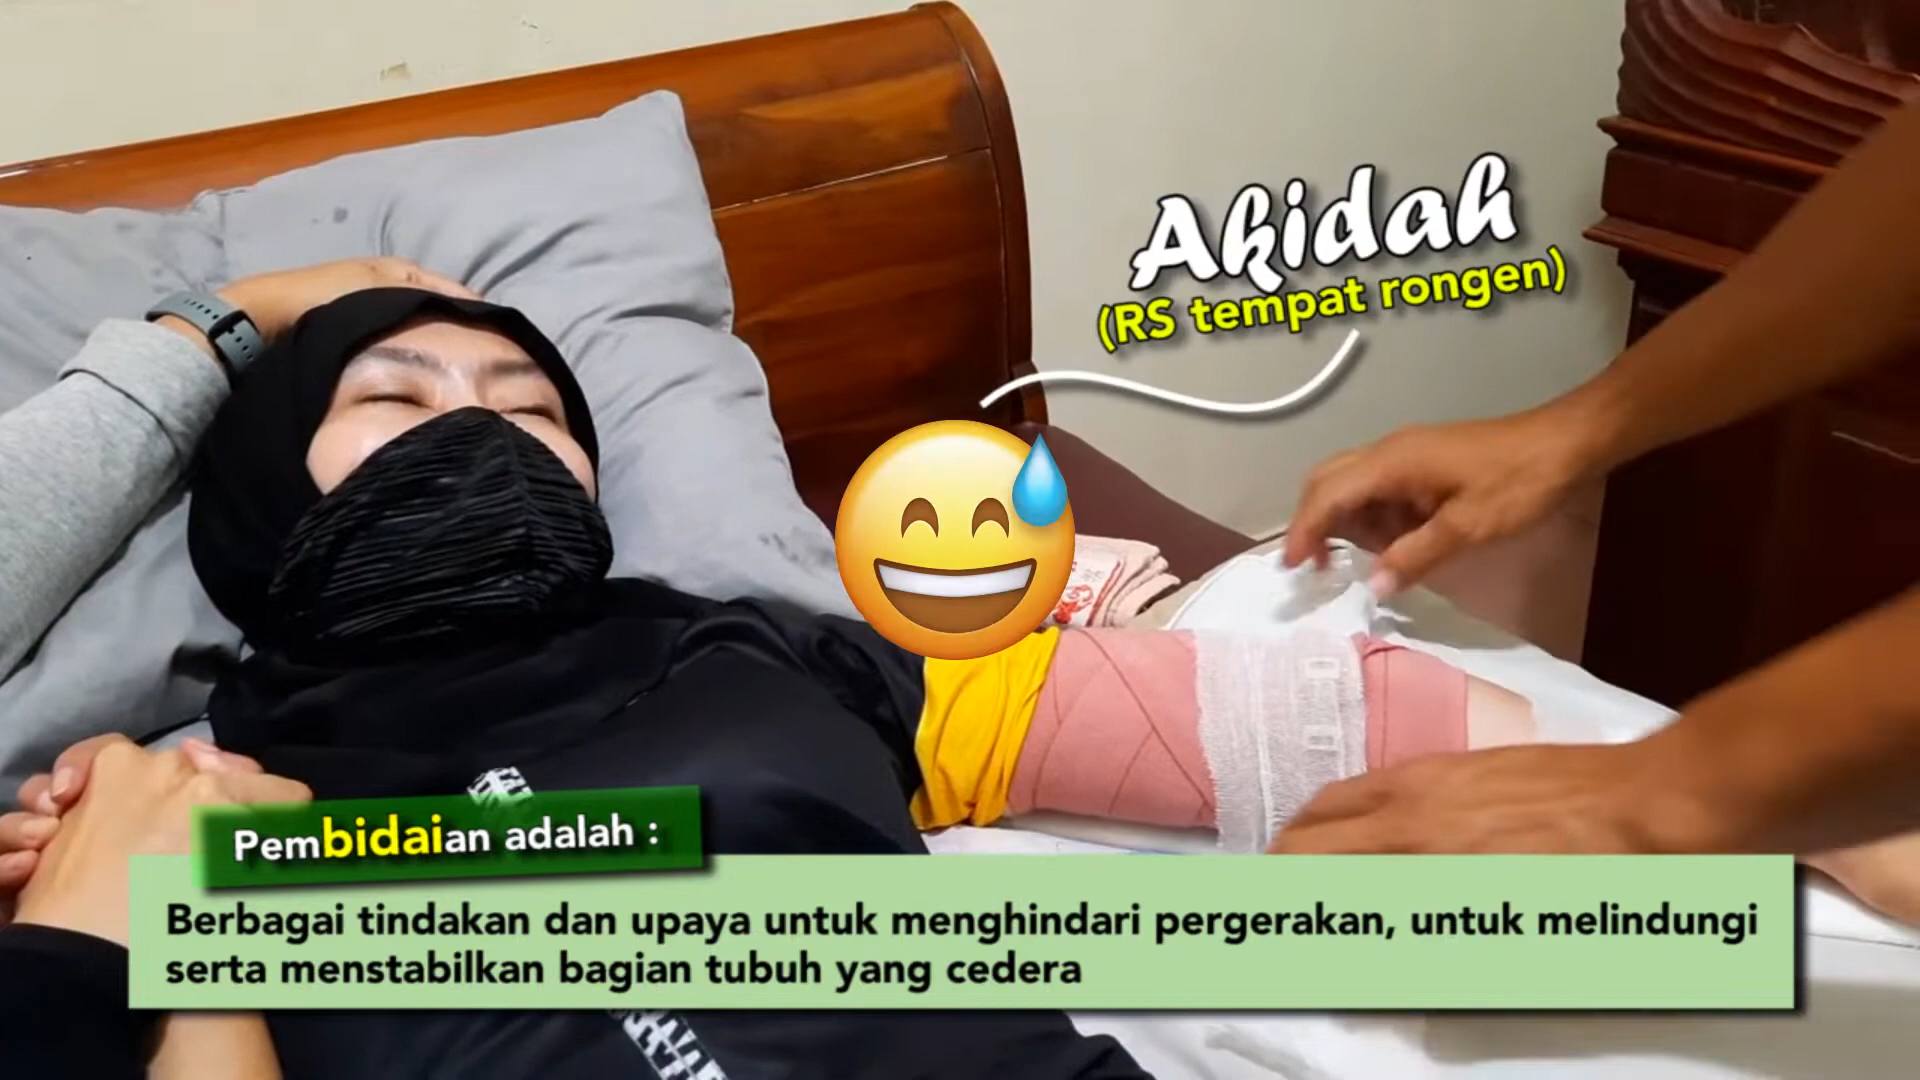 Akidah
(RS tempat rongen)
Pembidaian adalah :
Berbagai tindakan dan upaya untuk menghindari pergerakan, untuk melindungi
serta menstabilkan bagian tubuh yang cedera